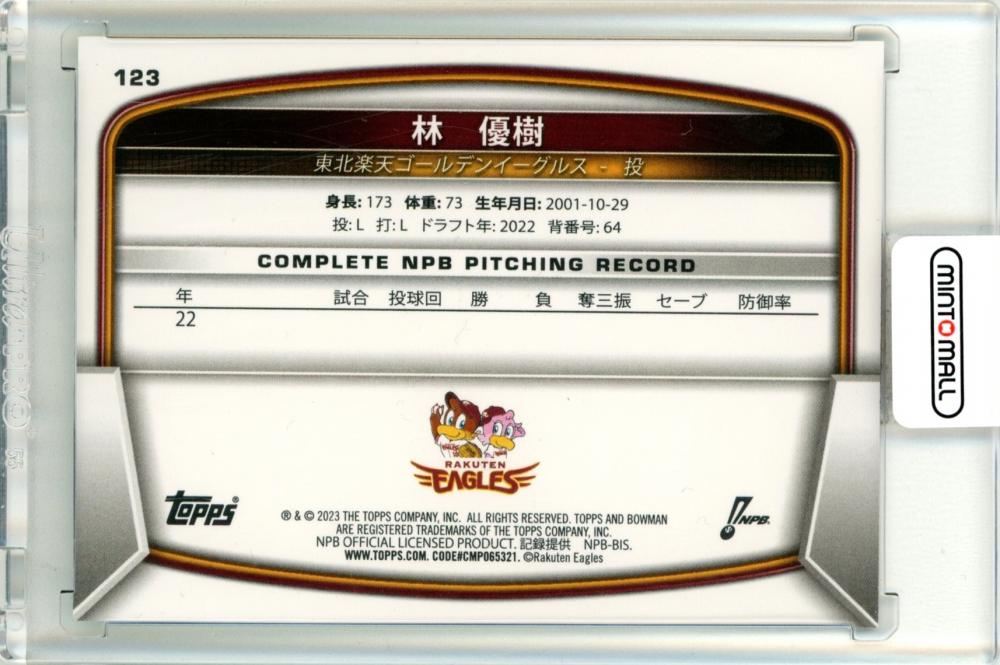 123
林 優樹
東北楽天ゴールデンイーグルス - 投
身長: 173 体重: 73 生年月日: 2001-10-29
投: L 打: L ドラフト年: 2022 背番号: 64
COMPLETE NPB PITCHING RECORD
年 試合 投球回 勝 負 奪三振 セーブ 防御率
22
RAKUTEN
EAGLES
topps®
NPB.
® & © 2023 THE TOPPS COMPANY, INC. ALL RIGHTS RESERVED. TOPPS AND BOWMAN
ARE REGISTERED TRADEMARKS OF THE TOPPS COMPANY, INC.
NPB OFFICIAL LICENSED PRODUCT. 記録提供 NPB-BIS.
WWW.TOPPS.COM. CODE#CMP065321. ©Rakuten Eagles
MINT MALL